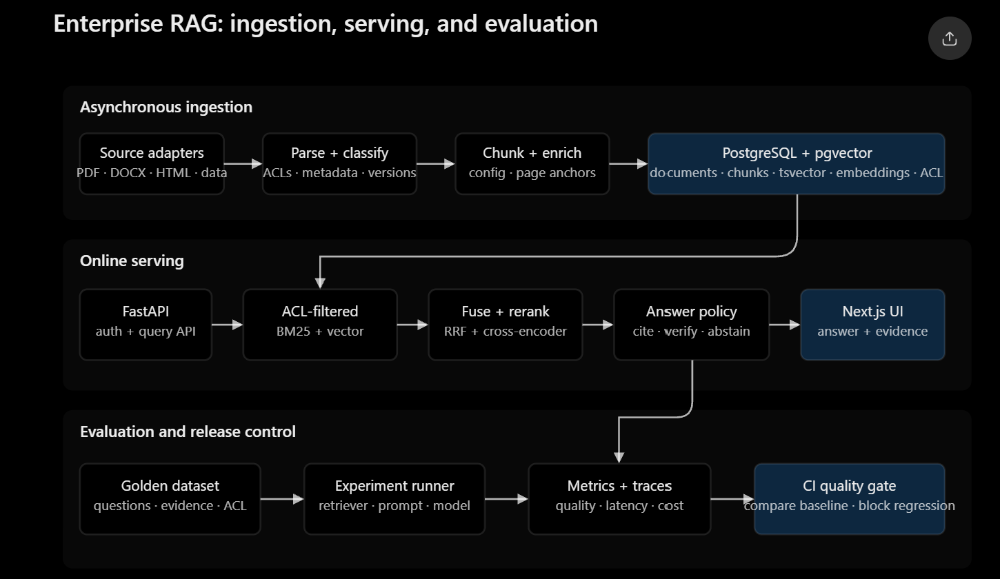 Enterprise RAG: ingestion, serving, and evaluation
Asynchronous ingestion
Source adapters
PDF · DOCX · HTML · data
Parse + classify
ACLs · metadata · versions
Chunk + enrich
config · page anchors
PostgreSQL + pgvector
documents · chunks · tsvector · embeddings · ACL
Online serving
FastAPI
auth + query API
ACL-filtered
BM25 + vector
Fuse + rerank
RRF + cross-encoder
Answer policy
cite · verify · abstain
Next.js UI
answer + evidence
Evaluation and release control
Golden dataset
questions · evidence · ACL
Experiment runner
retriever · prompt · model
Metrics + traces
quality · latency · cost
CI quality gate
compare baseline · block regression